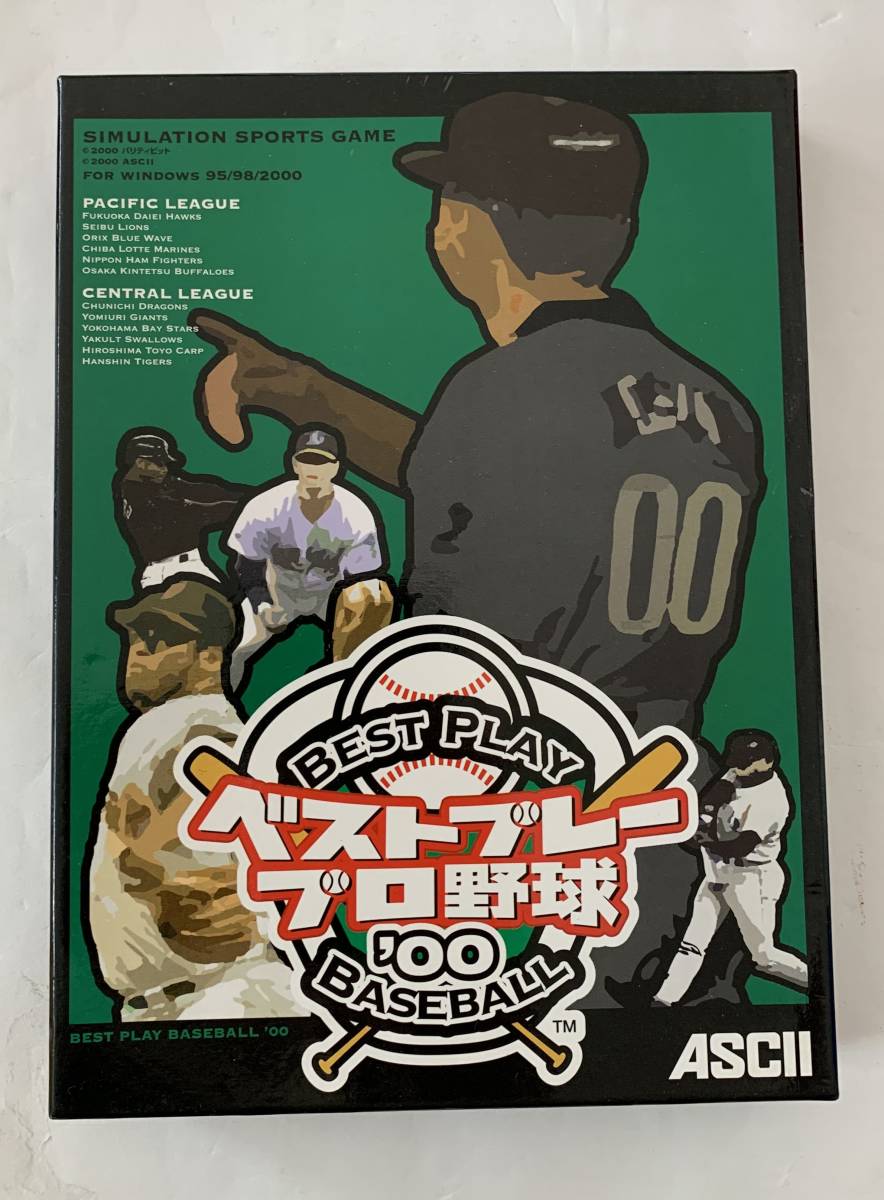 SIMULATION SPORTS GAME
©2000 パリティビット
©2000 ASCII
FOR WINDOWS 95/98/2000
PACIFIC LEAGUE
FUKUOKA DAIEI HAWKS
SEIBU LIONS
ORIX BLUE WAVE
CHIBA LOTTE MARINES
NIPPON HAM FIGHTERS
OSAKA KINTETSU BUFFALOES
CENTRAL LEAGUE
CHUNICHI DRAGONS
YOMIURI GIANTS
YOKOHAMA BAY STARS
YAKULT SWALLOWS
HIROSHIMA TOYO CARP
HANSHIN TIGERS
00
BEST PLAY
ベストプレー
プロ野球
'00
BASEBALL
TM
BEST PLAY BASEBALL '00
ASCII